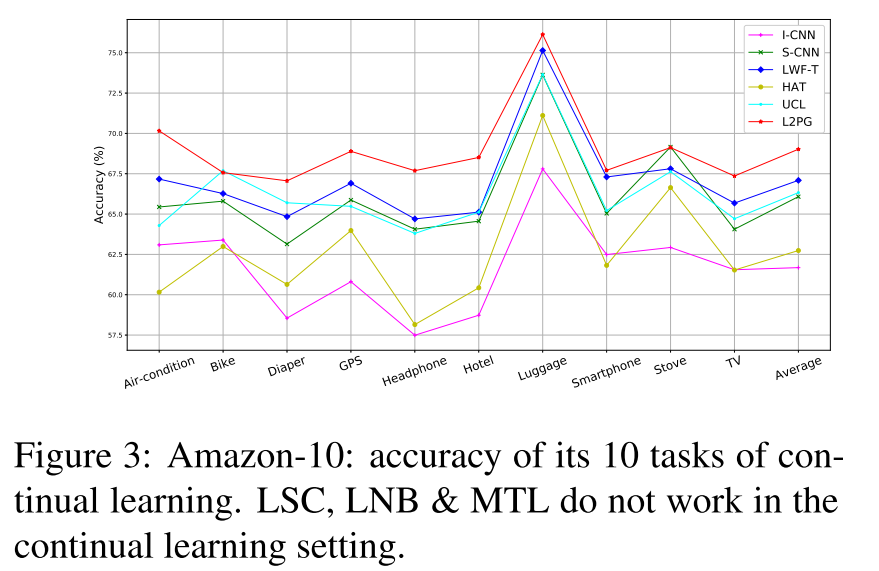 75.0
72.5
70.0
67.5
65.0
62.5
60.0
57.5
Accuracy (%)
I-CNN
S-CNN
LWF-T
HAT
UCL
L2PG
Air-condition
Bike
Diaper
GPS
Headphone
Hotel
Luggage
Smartphone
Stove
TV
Average
Figure 3: Amazon-10: accuracy of its 10 tasks of con-
tinual learning. LSC, LNB & MTL do not work in the
continual learning setting.